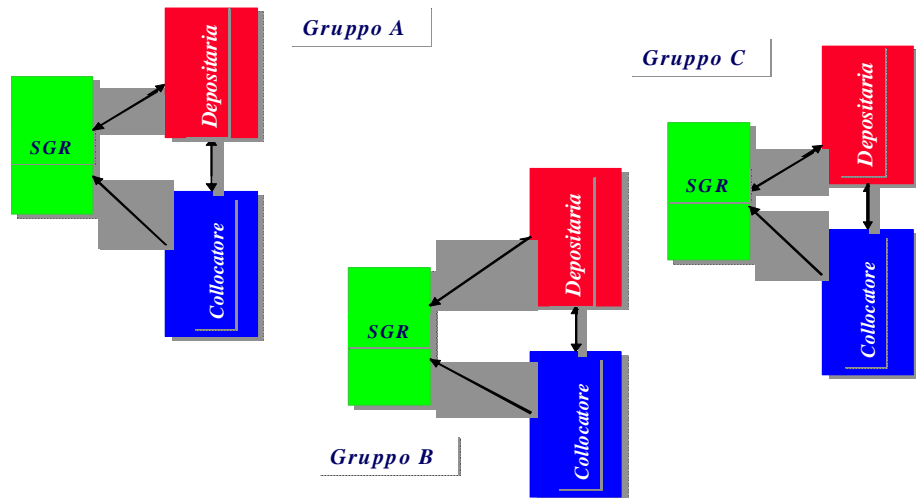 Gruppo A
SGR
Depositaria
Collocatore
Gruppo B
SGR
Depositaria
Collocatore
Gruppo C
SGR
Depositaria
Collocatore